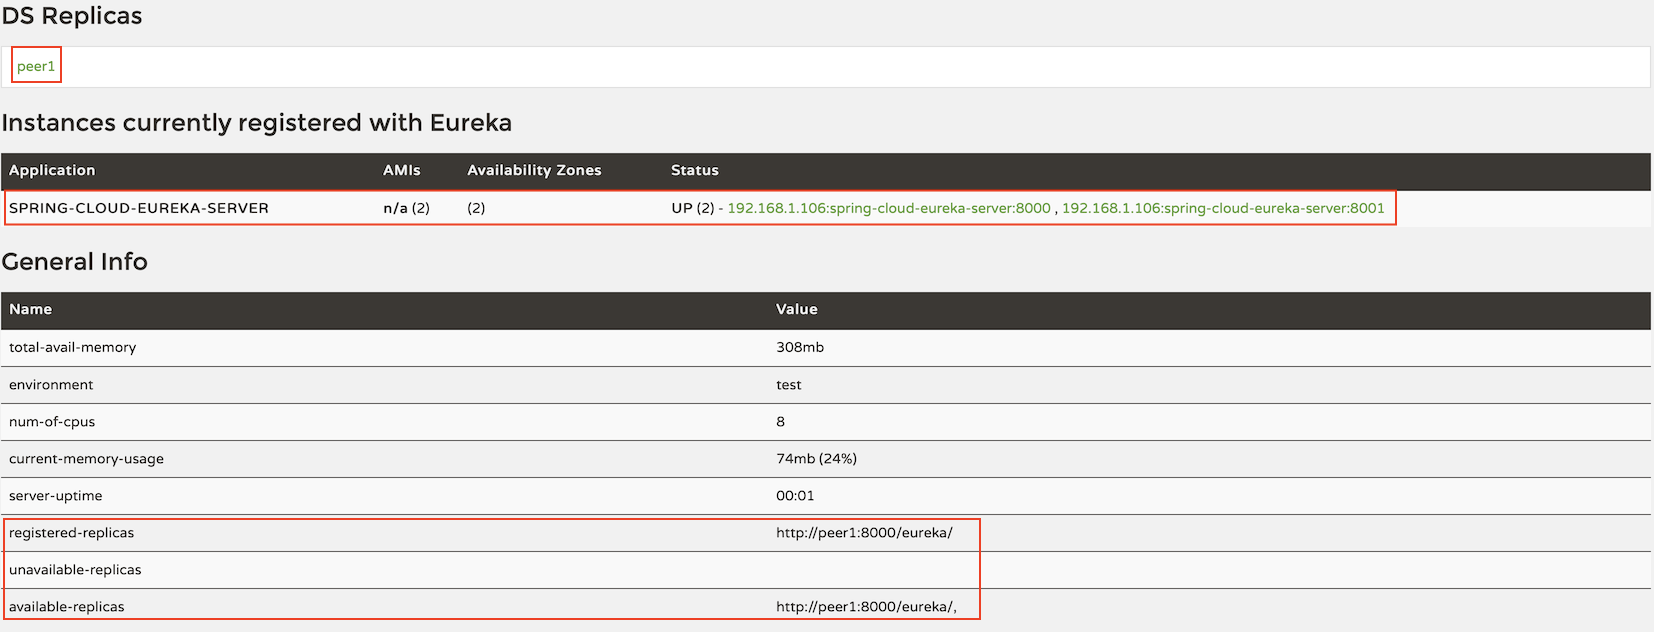 DS Replicas
peer1
Instances currently registered with Eureka
Application AMIs Availability Zones Status
SPRING-CLOUD-EUREKA-SERVER n/a (2) (2) UP (2) - 192.168.1.106:spring-cloud-eureka-server:8000 , 192.168.1.106:spring-cloud-eureka-server:8001
General Info
Name Value
total-avail-memory 308mb
environment test
num-of-cpus 8
current-memory-usage 74mb (24%)
server-uptime 00:01
registered-replicas http://peer1:8000/eureka/
unavailable-replicas
available-replicas http://peer1:8000/eureka/,